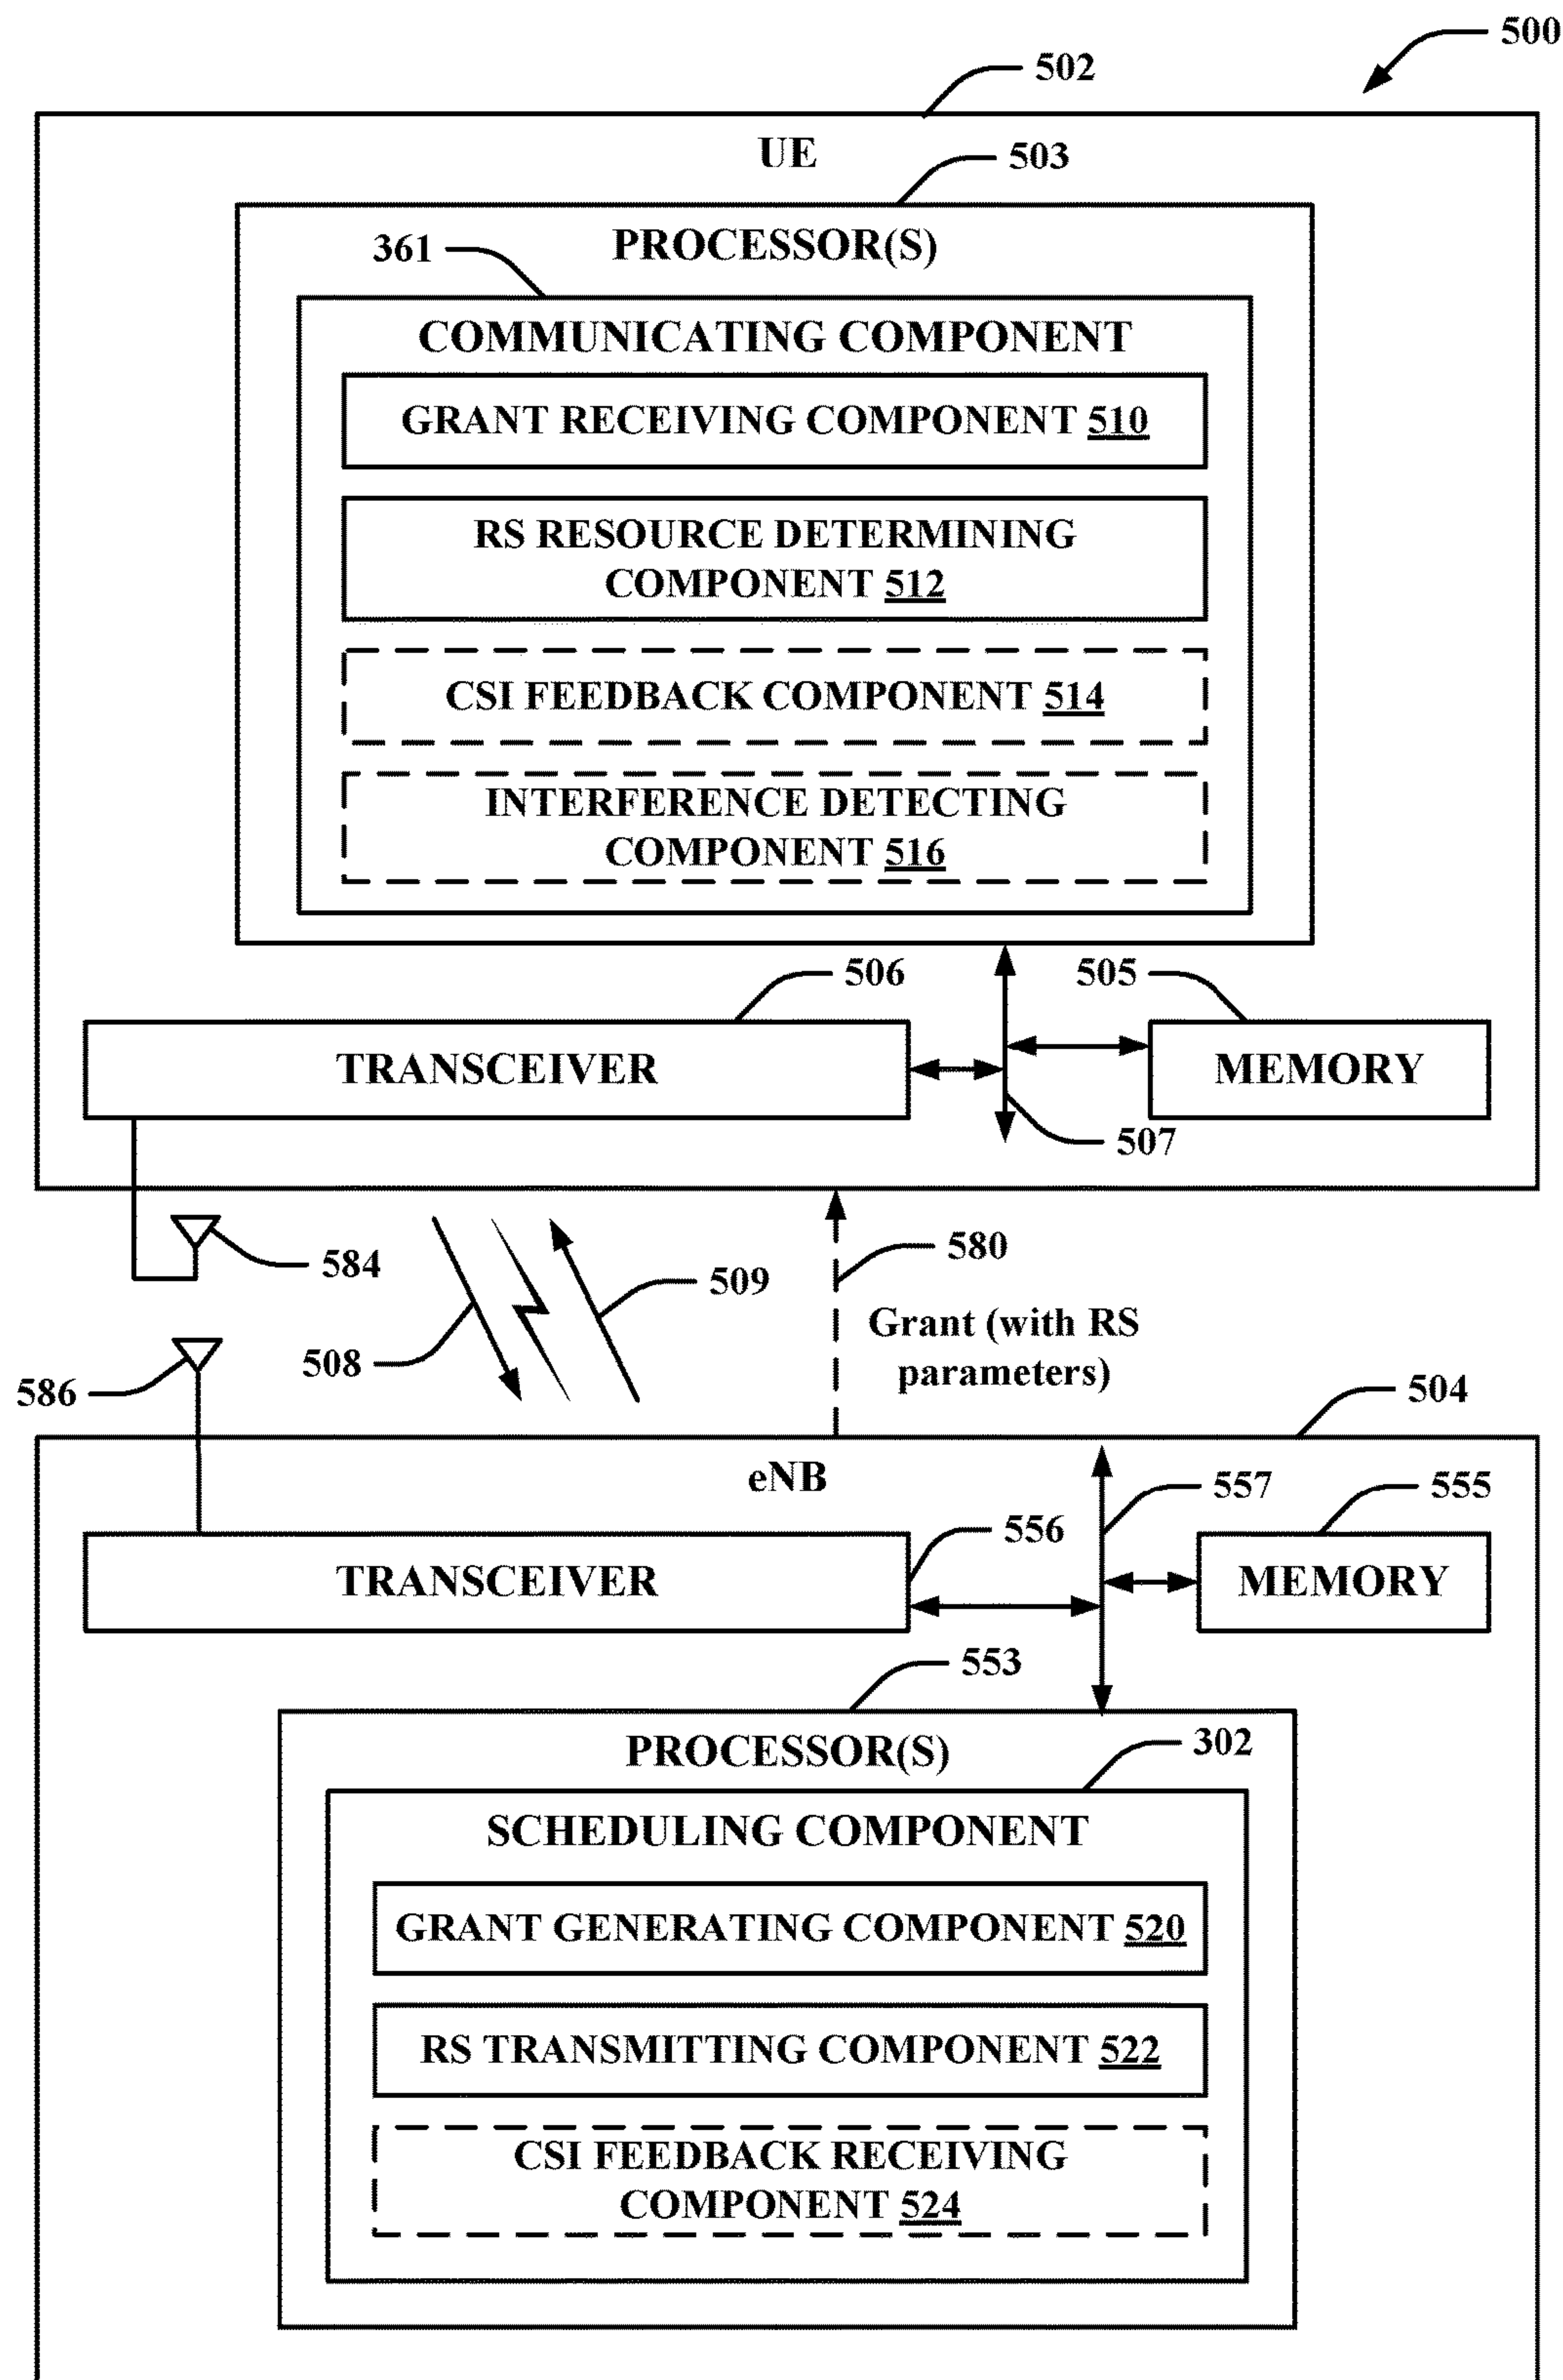 500
502
UE
503
PROCESSOR(S)
361
COMMUNICATING COMPONENT
GRANT RECEIVING COMPONENT 510
RS RESOURCE DETERMINING
COMPONENT 512
CSI FEEDBACK COMPONENT 514
INTERFERENCE DETECTING
COMPONENT 516
506
505
TRANSCEIVER
MEMORY
507
584
580
509
508
Grant (with RS
parameters)
586
504
eNB
557
555
556
TRANSCEIVER
MEMORY
553
PROCESSOR(S)
302
SCHEDULING COMPONENT
GRANT GENERATING COMPONENT 520
RS TRANSMITTING COMPONENT 522
CSI FEEDBACK RECEIVING
COMPONENT 524